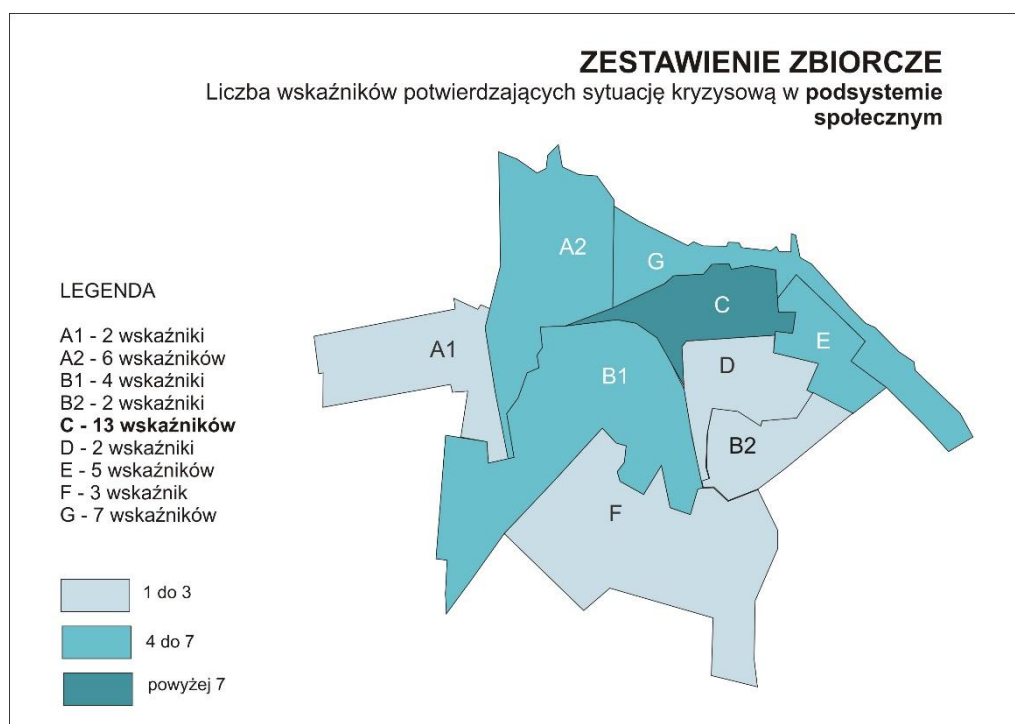 ZESTAWIENIE ZBIORCZE
Liczba wskaźników potwierdzających sytuację kryzysową w podsystemie
społecznym
A2
G
C
A1
E
D
B1
B2
F
LEGENDA
A1 - 2 wskaźniki
A2 - 6 wskaźników
B1 - 4 wskaźniki
B2 - 2 wskaźniki
C - 13 wskaźników
D - 2 wskaźniki
E - 5 wskaźników
F - 3 wskaźnik
G - 7 wskaźników
1 do 3
4 do 7
powyżej 7